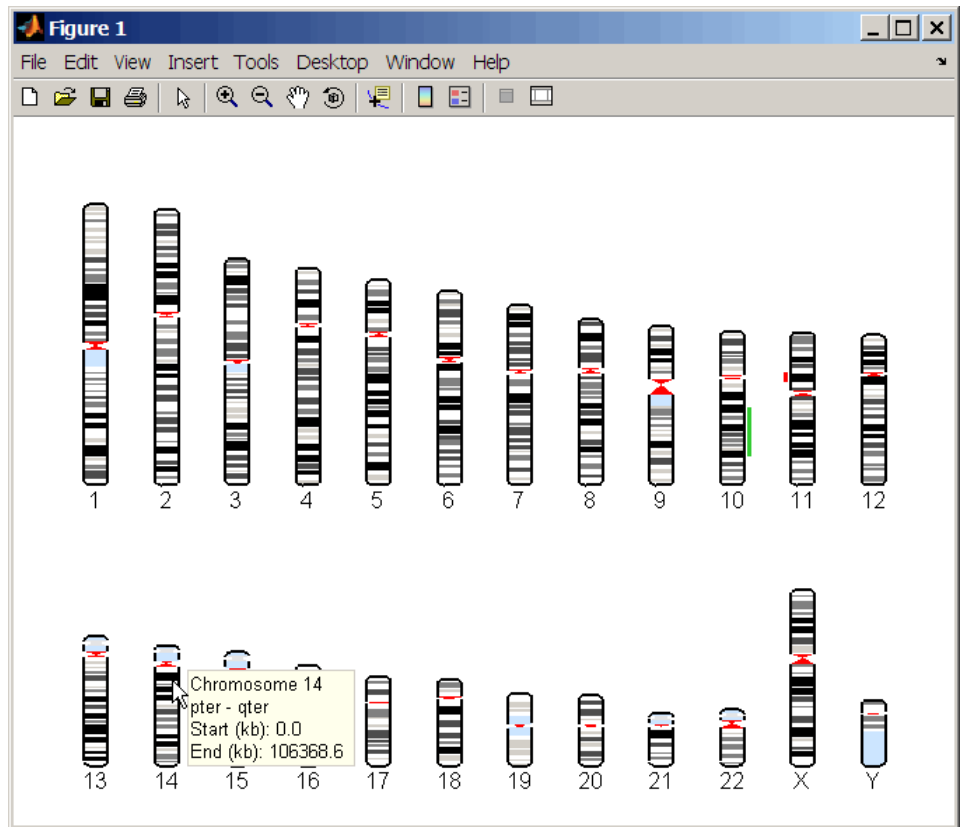 Figure 1
File Edit View Insert Tools Desktop Window Help
1 2 3 4 5 6 7 8 9 10 11 12
Chromosome 14
pter - qter
Start (kb): 0.0
End (kb): 106368.6
13 14 15 16 17 18 19 20 21 22 X Y